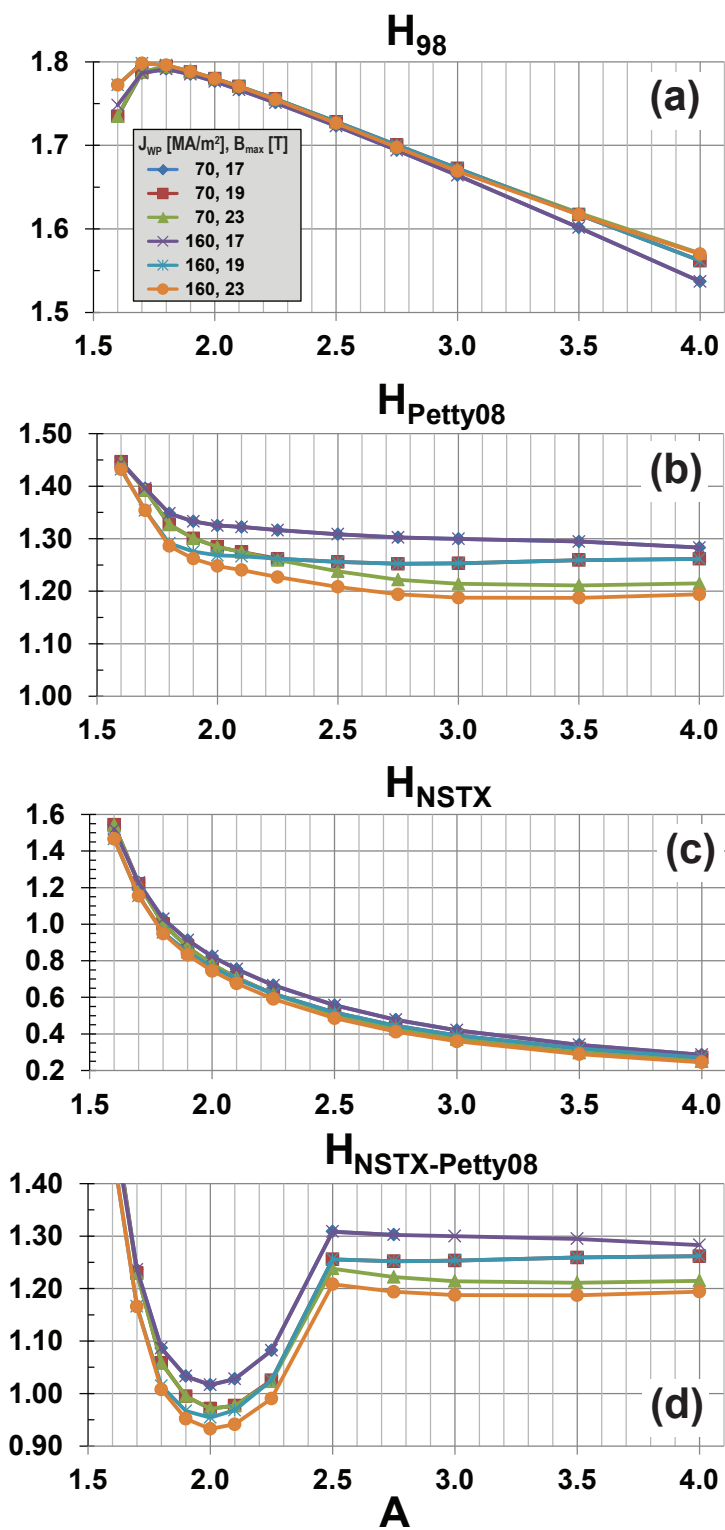 H98
1.8
(a)
1.7
JWP [MA/m²], Bmax [T]
70, 17
70, 19
70, 23
160, 17
160, 19
160, 23
1.6
1.5
1.5 2.0 2.5 3.0 3.5 4.0
HPetty08
1.50
(b)
1.40
1.30
1.20
1.10
1.00
1.5 2.0 2.5 3.0 3.5 4.0
HNSTX
1.6
(c)
1.4
1.2
1.0
0.8
0.6
0.4
0.2
1.5 2.0 2.5 3.0 3.5 4.0
HNSTX-Petty08
1.40
1.30
1.20
1.10
1.00
(d)
0.90
1.5 2.0 2.5 3.0 3.5 4.0
A